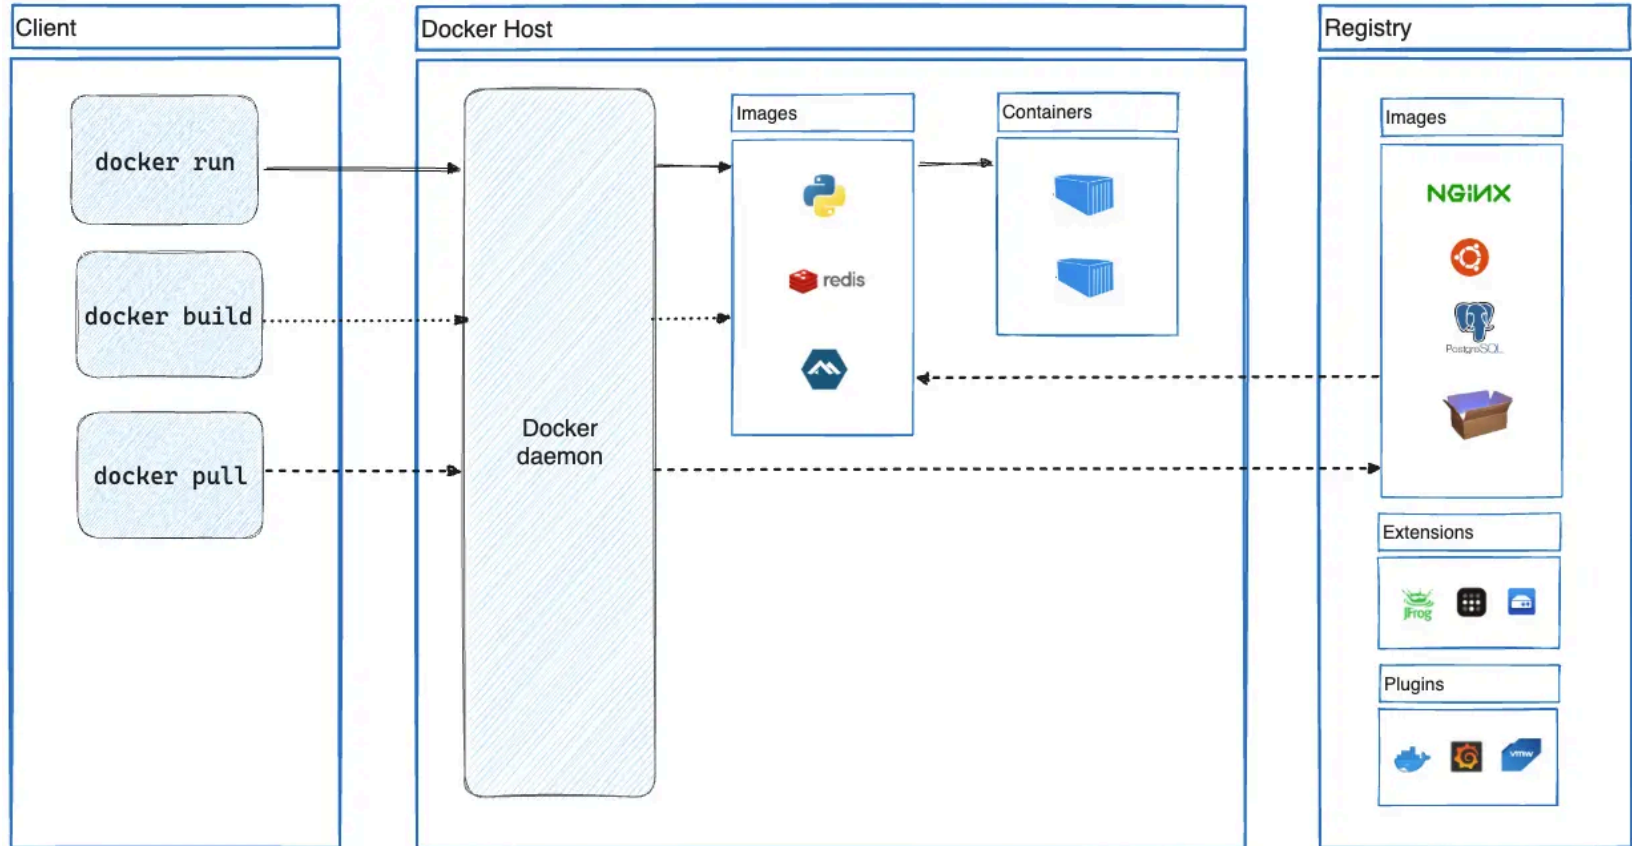 Client
docker run
docker build
docker pull
Docker Host
Docker
daemon
Images
redis
Containers
Registry
Images
NGINX
PostgreSQL
Extensions
JFrog
Plugins
vmw